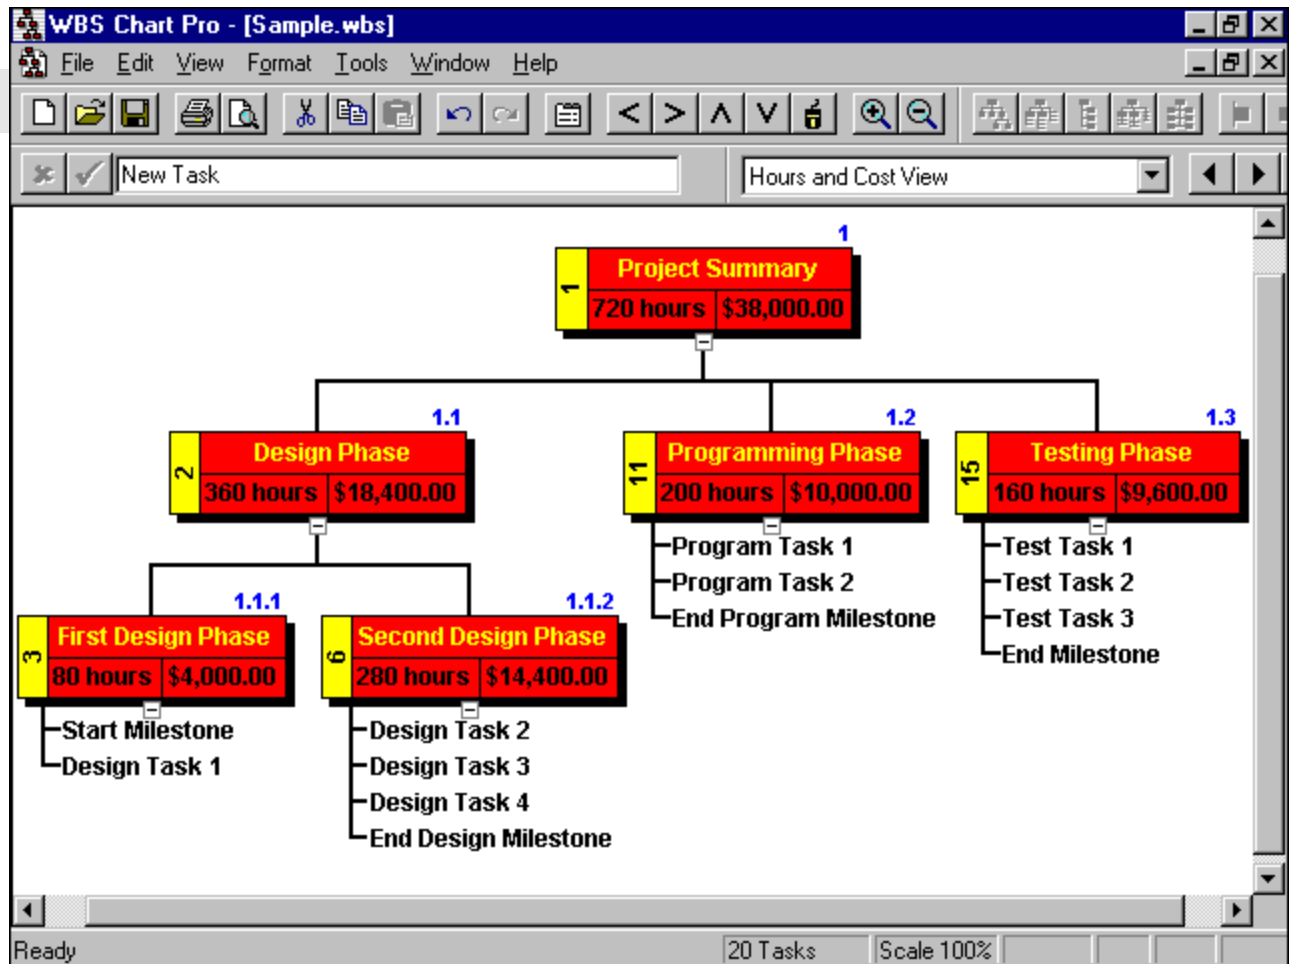 WBS Chart Pro - [Sample.wbs]
File Edit View Format Tools Window Help
New Task
Hours and Cost View
1
1 Project Summary
720 hours $38,000.00
1.1 1.2 1.3
2 Design Phase
360 hours $18,400.00
11 Programming Phase
200 hours $10,000.00
15 Testing Phase
160 hours $9,600.00
Program Task 1
Program Task 2
End Program Milestone
Test Task 1
Test Task 2
Test Task 3
End Milestone
1.1.1 1.1.2
3 First Design Phase
80 hours $4,000.00
6 Second Design Phase
280 hours $14,400.00
Start Milestone
Design Task 1
Design Task 2
Design Task 3
Design Task 4
End Design Milestone
Ready
20 Tasks
Scale 100%